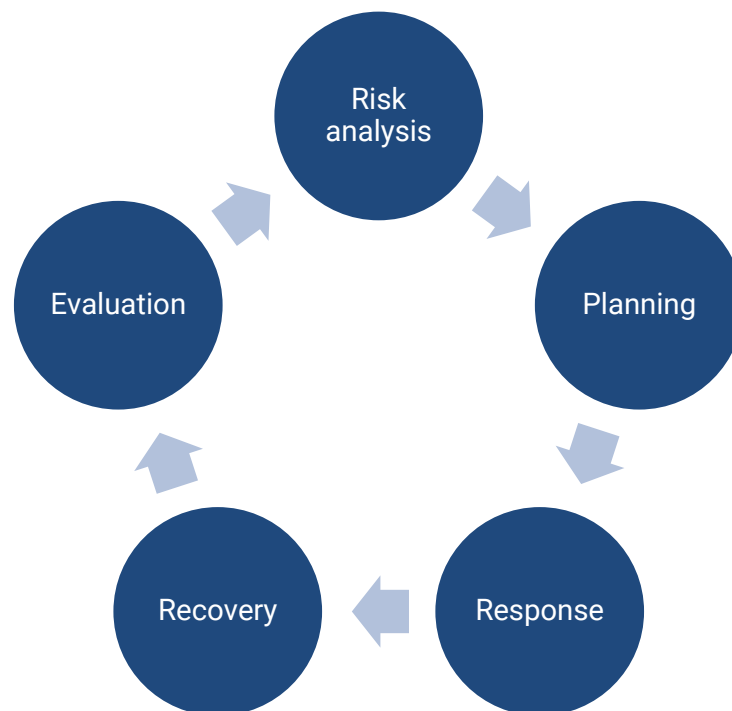 Risk
analysis
Planning
Response
Recovery
Evaluation